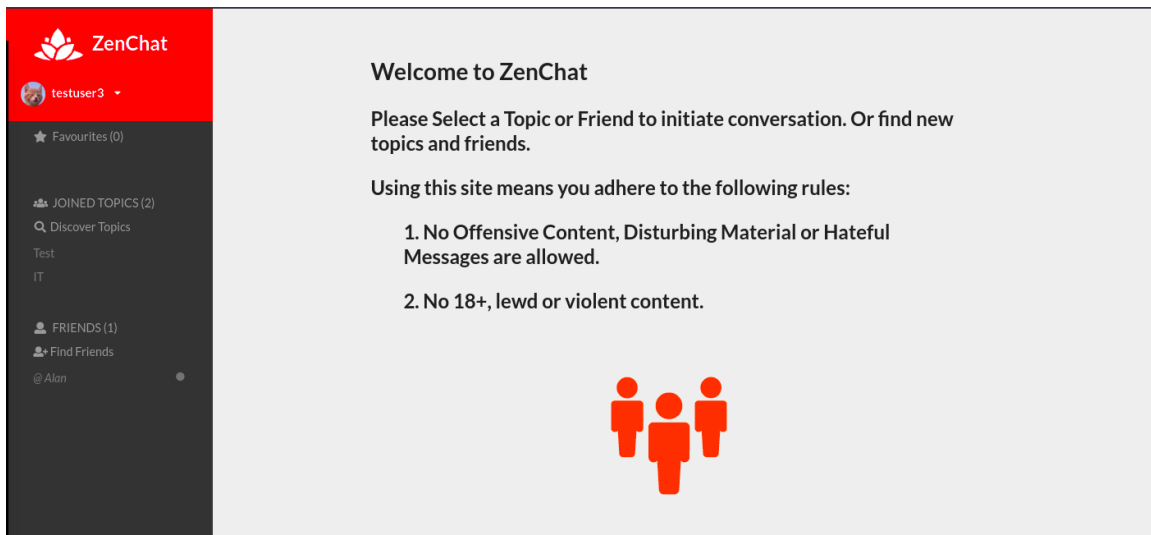 ZenChat
testuser3
Favourites (0)
JOINED TOPICS (2)
Discover Topics
Test
IT
FRIENDS (1)
Find Friends
@ Alan
Welcome to ZenChat
Please Select a Topic or Friend to initiate conversation. Or find new
topics and friends.
Using this site means you adhere to the following rules:
1. No Offensive Content, Disturbing Material or Hateful
Messages are allowed.
2. No 18+, lewd or violent content.